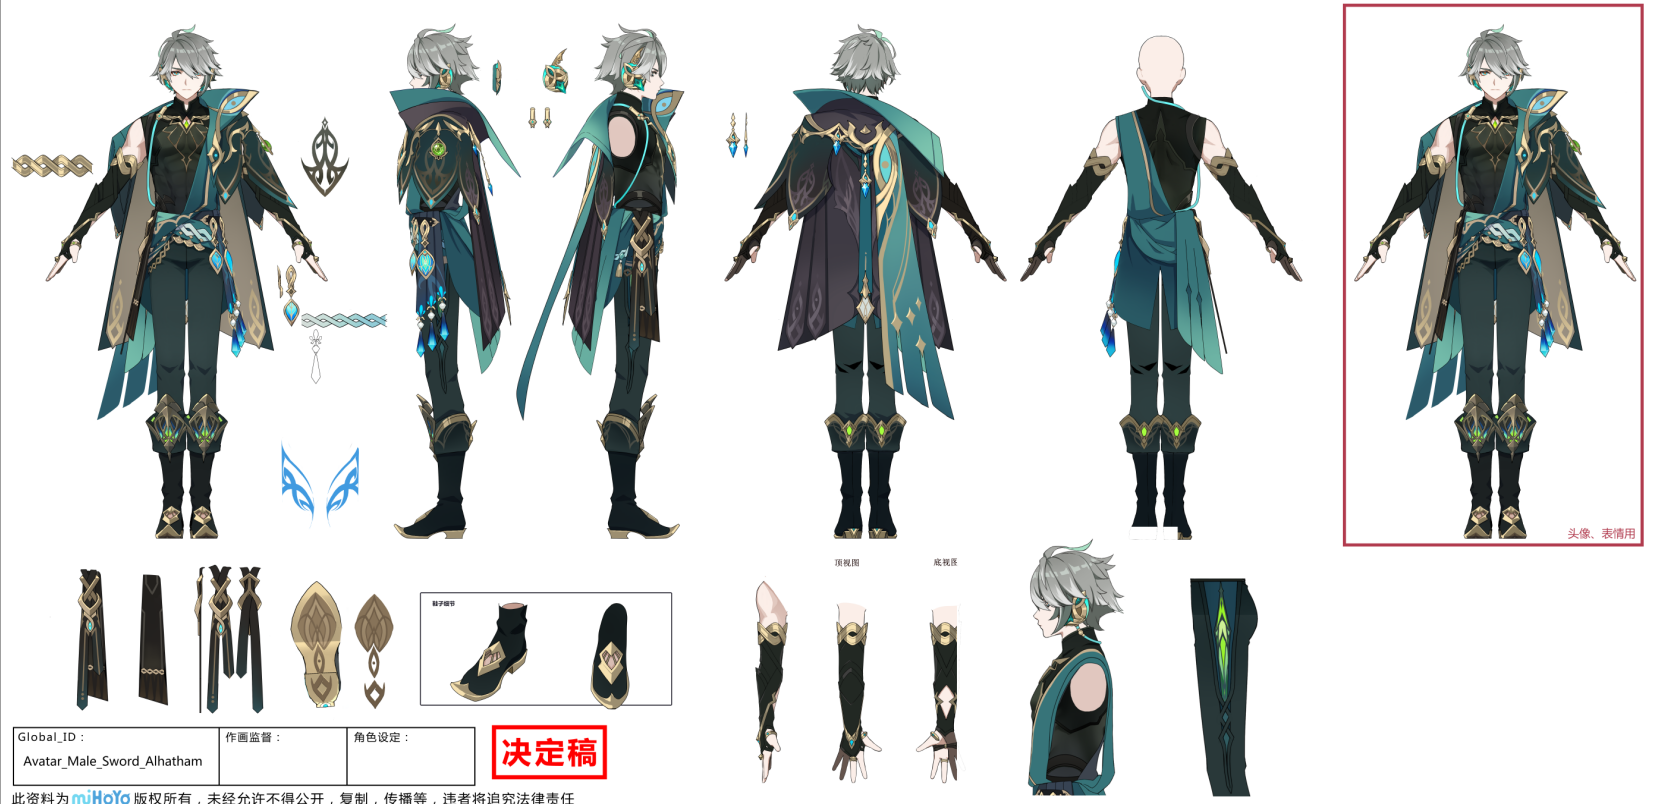 头像、表情用
顶视图
底视图
鞋子细节
Global_ID：
作画监督：
角色设定：
Avatar_Male_Sword_Alhatham
决定稿
此资料为miHoYo版权所有，未经允许不得公开，复制，传播等，违者将追究法律责任